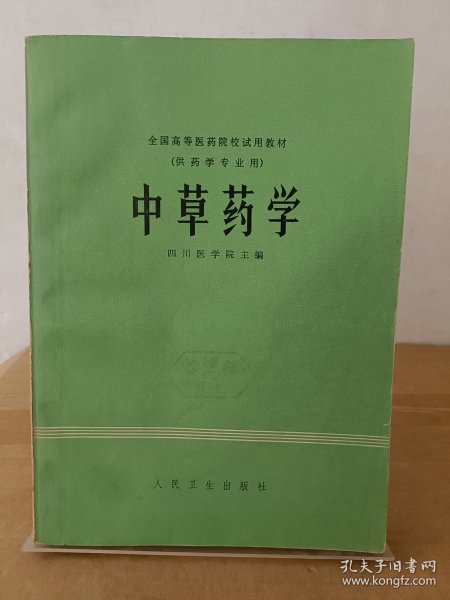 全国高等医药院校试用教材
(供药学专业用)
中草药学
四川医学院主编
人民卫生出版社
孔夫子旧书网
www.kongfz.com